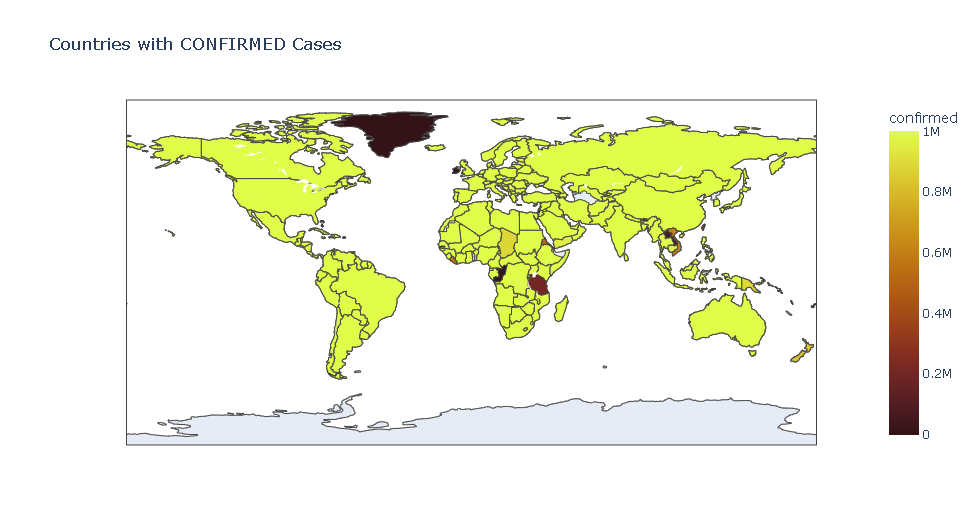 Countries with CONFIRMED Cases
confirmed
1M
0.8M
0.6M
0.4M
0.2M
0